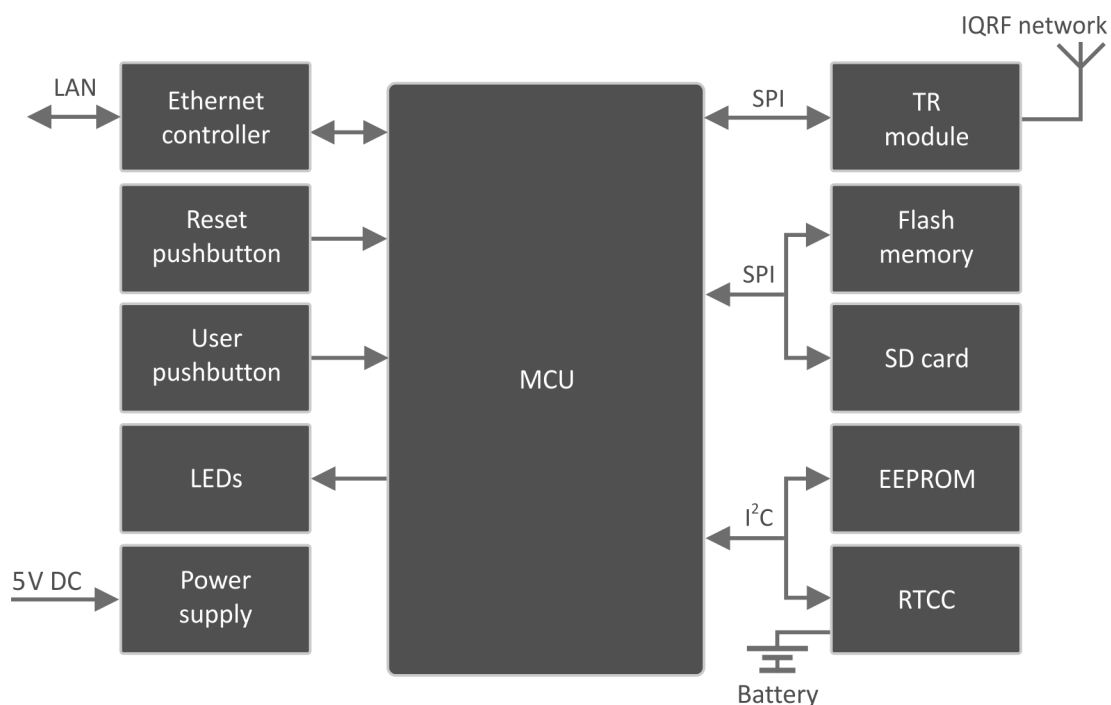 IQRF network
LAN
Ethernet
controller
SPI
TR
module
Reset
pushbutton
Flash
memory
SPI
User
pushbutton
MCU
SD card
LEDs
EEPROM
I²C
5V DC
Power
supply
RTCC
Battery